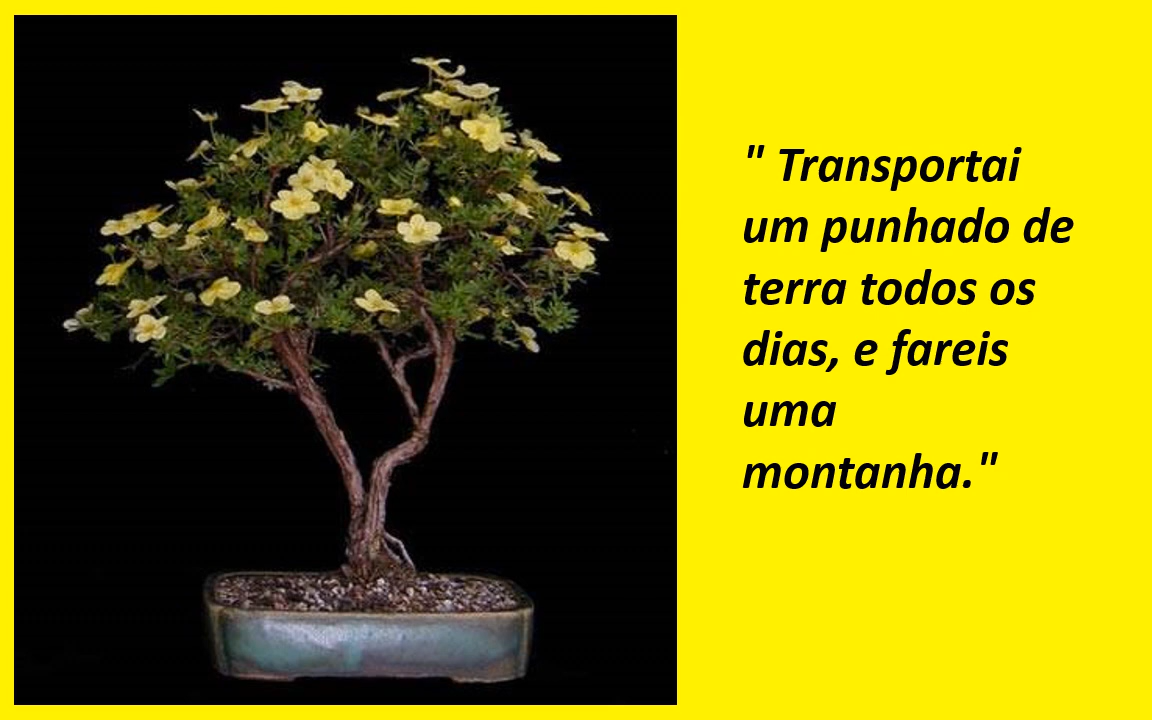 " Transportai
um punhado de
terra todos os
dias, e fareis
uma
montanha."